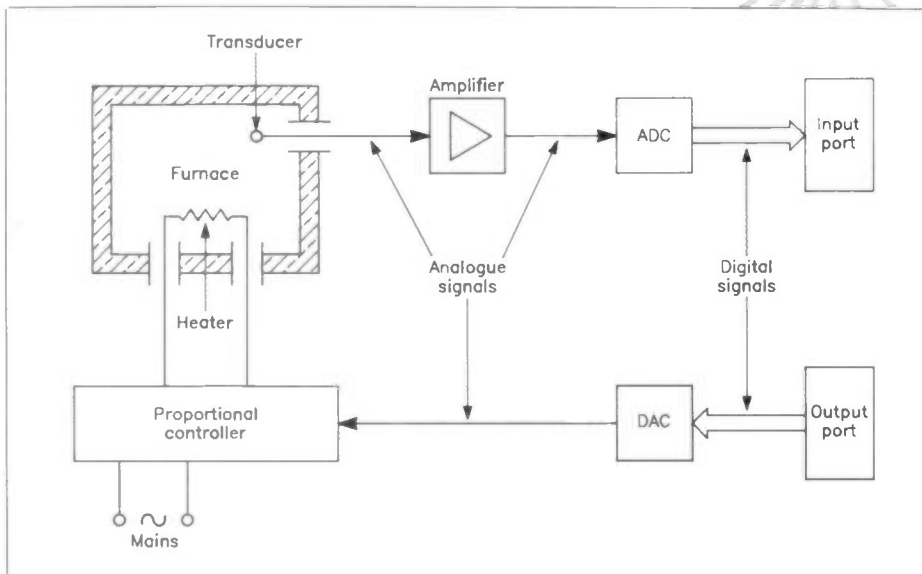 Transducer
Amplifier
ADC
Input
port
Furnace
Analogue
signals
Digital
signals
Heater
Proportional
controller
DAC
Output
port
Mains